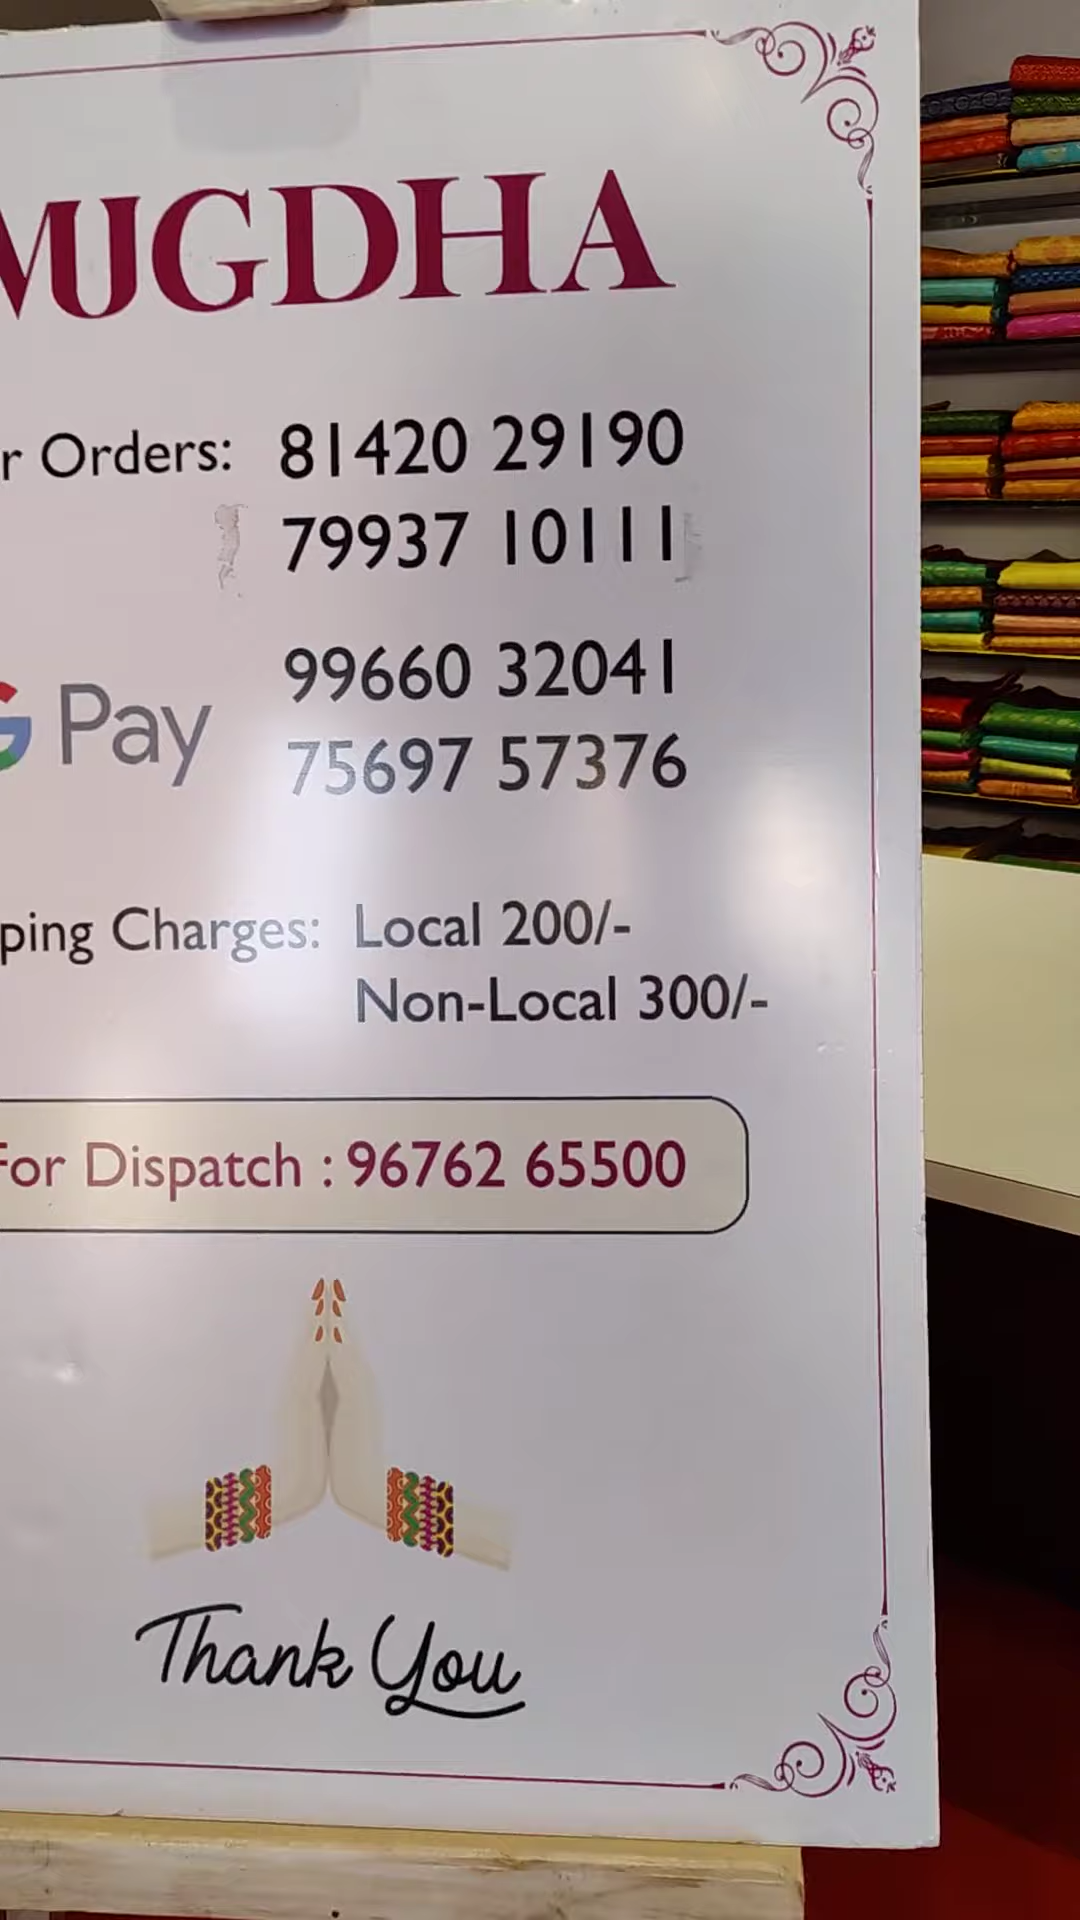 MUGDHA
r Orders: 81420 29190
79937 10111
G Pay 99660 32041
75697 57376
ping Charges: Local 200/-
Non-Local 300/-
For Dispatch : 96762 65500
Thank You